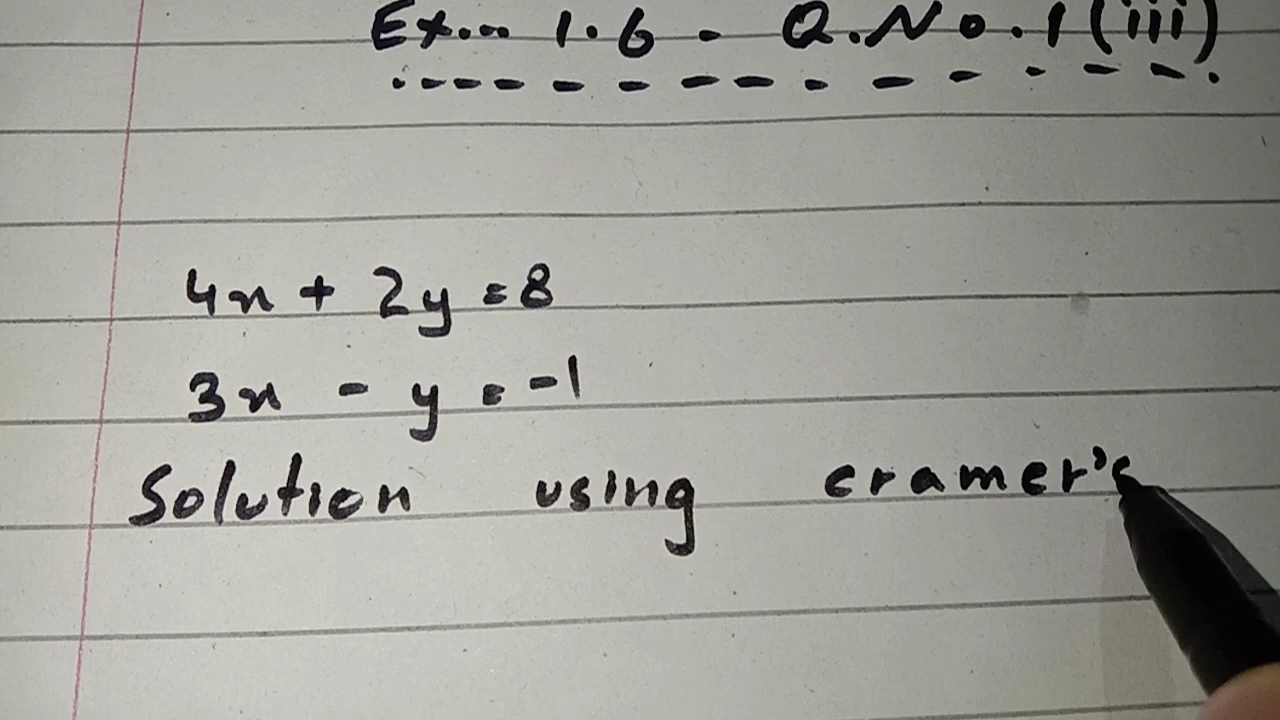 Ex... 1.6 - Q.No.1(iii)
4x + 2y = 8
3x - y = -1
Solution using cramer's